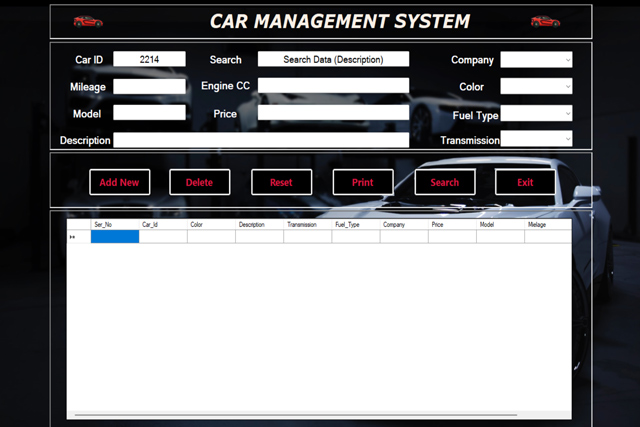 CAR MANAGEMENT SYSTEM
Car ID 2214 Search Search Data (Description) Company
Mileage Engine CC Color
Model Price Fuel Type
Description Transmission
Add New Delete Reset Print Search Exit
Ser_No Car_Id Color Description Transmission Fuel_Type Company Price Model Mielage